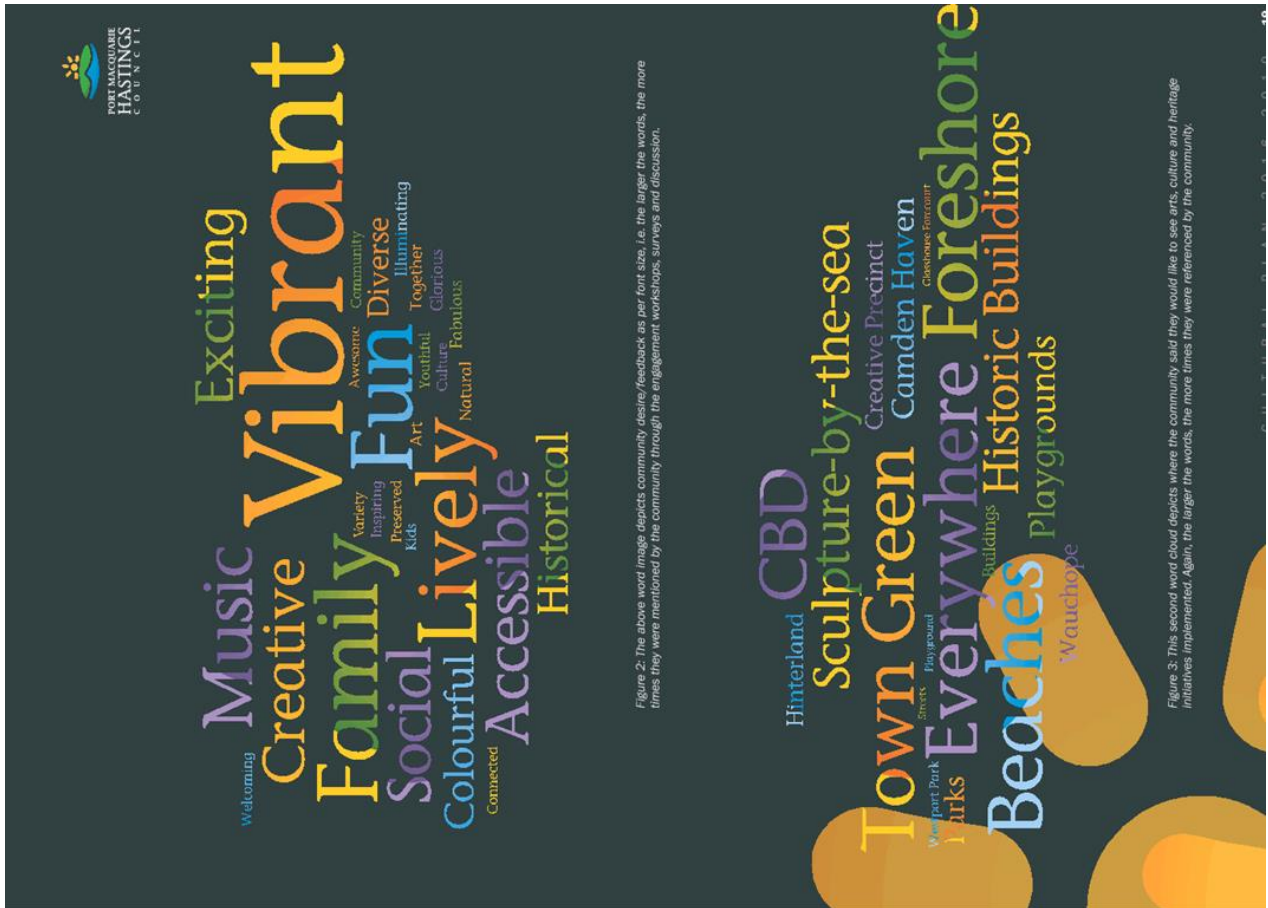 PORT MACQUARIE
HASTINGS
COUNCIL
Exciting
Music
Vibrant
Welcoming
Creative
Family
Variety
Inspiring
Preserved
Kids
Fun
Awesome
Community
Diverse
Illuminating
Together
Glorious
Youthful
Culture
Fabulous
Art
Natural
Social
Lively
Colourful
Connected
Accessible
Historical
Figure 2: The above word image depicts community desire/feedback as per font size, i.e. the larger the words, the more
times they were mentioned by the community through the engagement workshops, surveys and discussion.
Hinterland
CBD
Sculpture-by-the-sea
Creative Precinct
Town Green
Camden Haven
Streets
Playground
Glasshouse Forecourt
Westport Park
Everywhere
Foreshore
Parks
Buildings
Historic Buildings
Beaches
Playgrounds
Wauchope
Figure 3: This second word cloud depicts where the community said they would like to see arts, culture and heritage
initiatives implemented. Again, the larger the words, the more times they were referenced by the community.